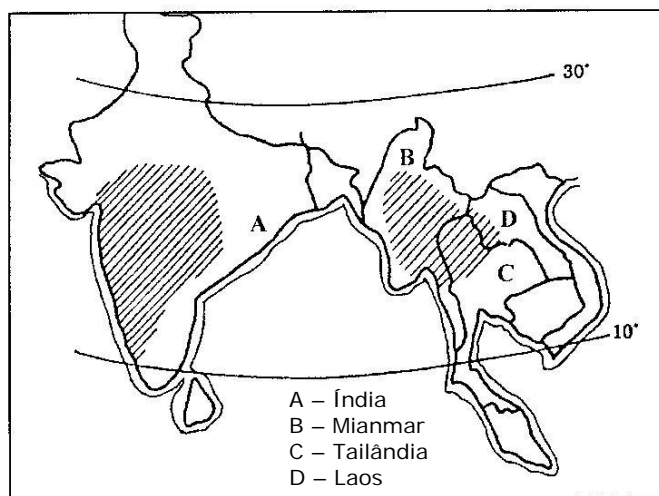 30°
B
D
A
C
10°
A – Índia
B – Mianmar
C – Tailândia
D – Laos